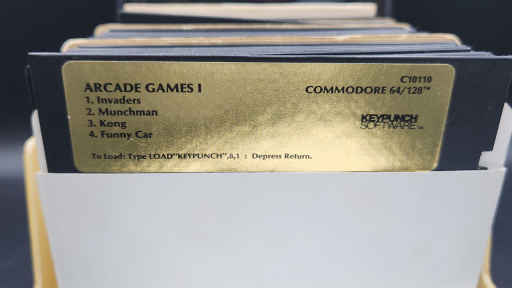 ARCADE GAMES I
1. Invaders
2. Munchman
3. Kong
4. Funny Car
To Load: Type LOAD"KEYPUNCH",8,1 : Depress Return.
C10110
COMMODORE 64/128™
KEYPUNCH
SOFTWARE™